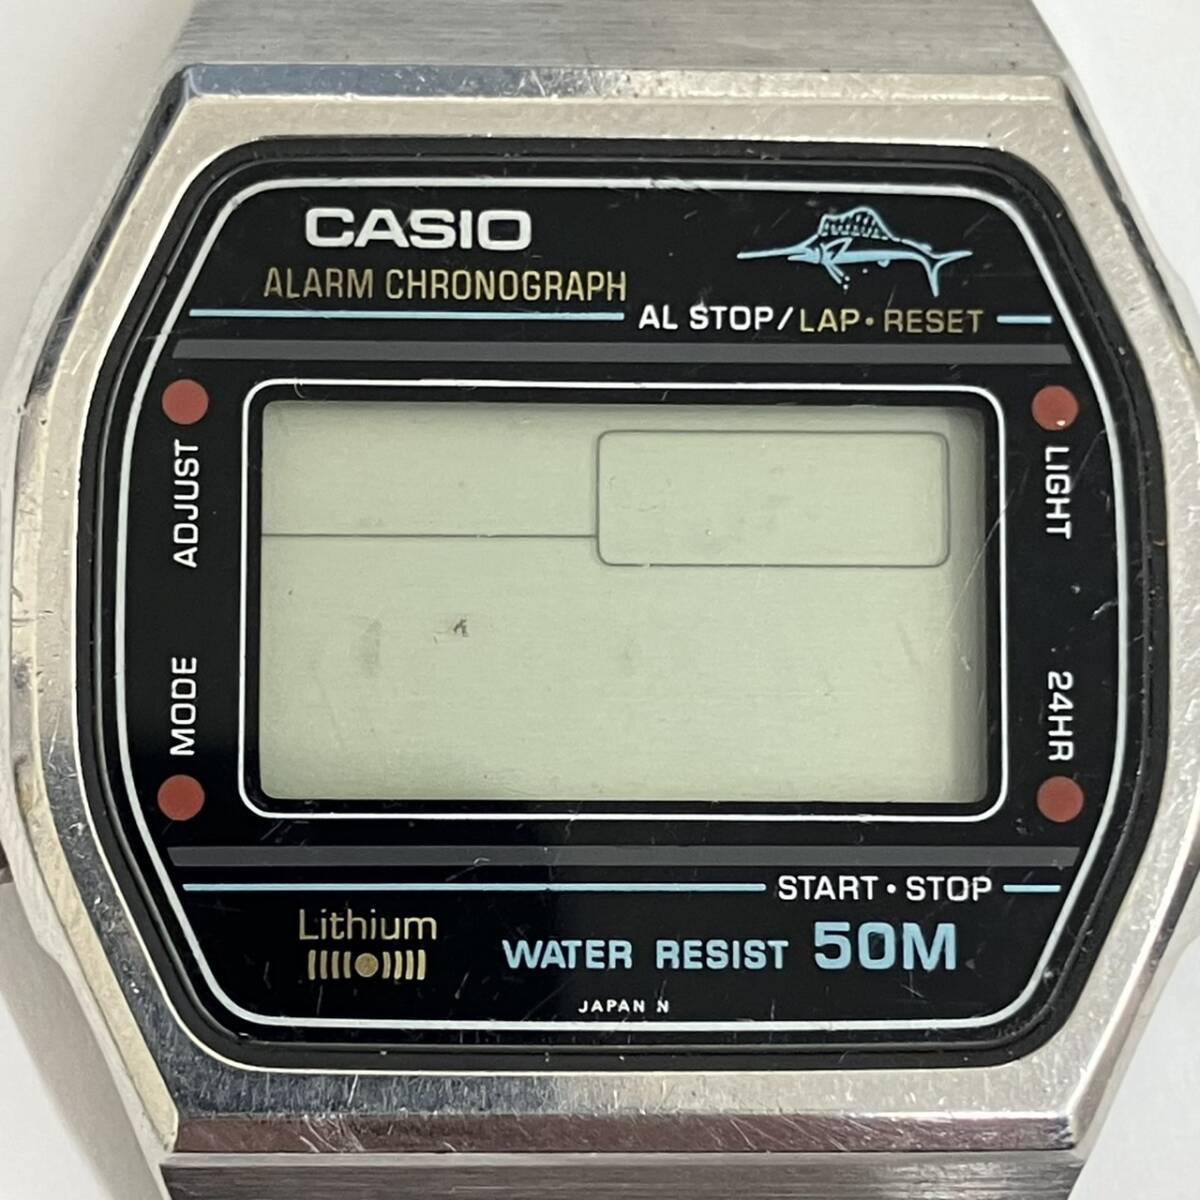 CASIO
ALARM CHRONOGRAPH
AL STOP/LAP•RESET
ADJUST
LIGHT
MODE
24HR
START•STOP
Lithium
WATER RESIST 50M
JAPAN N